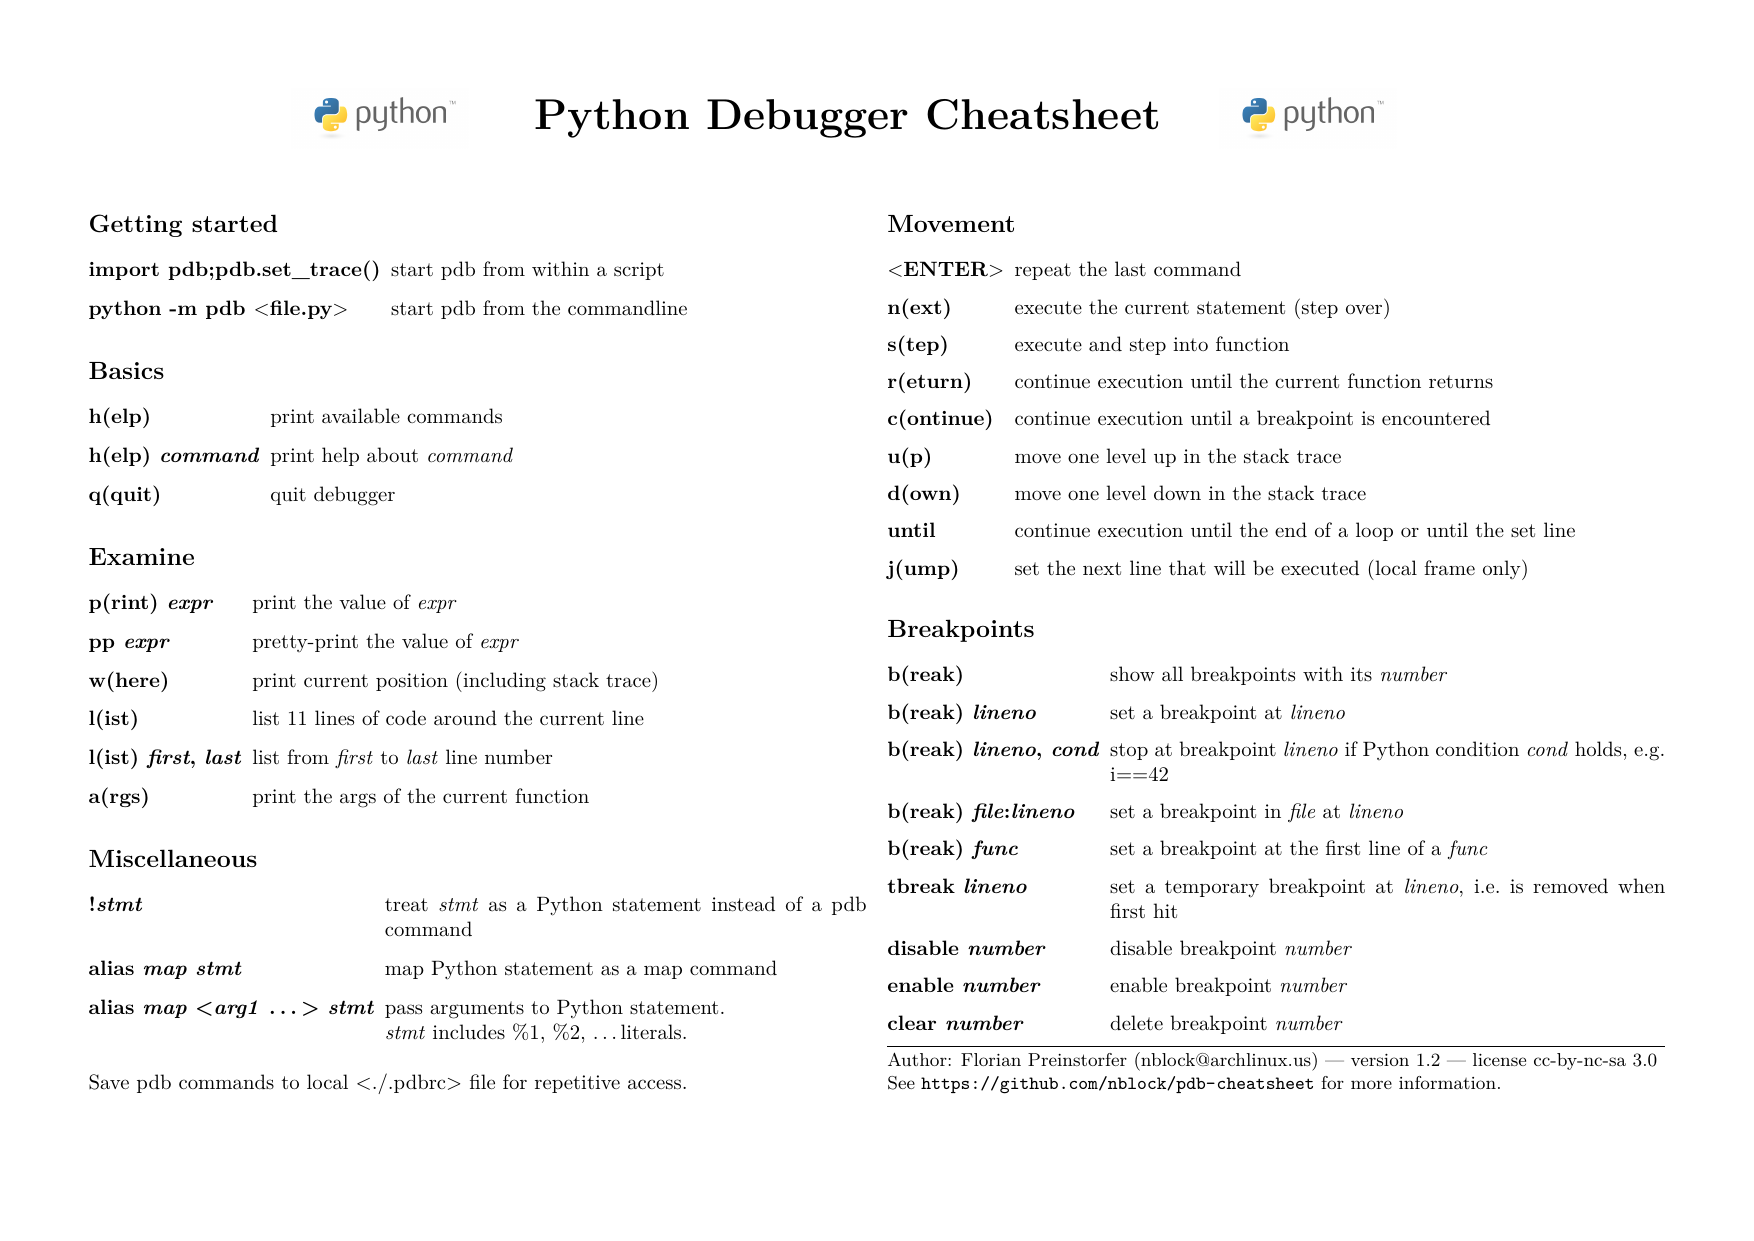 python™
Python Debugger Cheatsheet
python™
Getting started
import pdb;pdb.set_trace() start pdb from within a script
python -m pdb <file.py> start pdb from the commandline
Basics
h(elp) print available commands
h(elp) command print help about command
q(quit) quit debugger
Examine
p(rint) expr print the value of expr
pp expr pretty-print the value of expr
w(here) print current position (including stack trace)
l(ist) list 11 lines of code around the current line
l(ist) first, last list from first to last line number
a(rgs) print the args of the current function
Miscellaneous
!stmt treat stmt as a Python statement instead of a pdb
command
alias map stmt map Python statement as a map command
alias map <arg1 ...> stmt pass arguments to Python statement.
stmt includes %1, %2, ... literals.
Save pdb commands to local <./.pdbrc> file for repetitive access.
Movement
<ENTER> repeat the last command
n(ext) execute the current statement (step over)
s(tep) execute and step into function
r(eturn) continue execution until the current function returns
c(ontinue) continue execution until a breakpoint is encountered
u(p) move one level up in the stack trace
d(own) move one level down in the stack trace
until continue execution until the end of a loop or until the set line
j(ump) set the next line that will be executed (local frame only)
Breakpoints
b(reak) show all breakpoints with its number
b(reak) lineno set a breakpoint at lineno
b(reak) lineno, cond stop at breakpoint lineno if Python condition cond holds, e.g.
i==42
b(reak) file:lineno set a breakpoint in file at lineno
b(reak) func set a breakpoint at the first line of a func
tbreak lineno set a temporary breakpoint at lineno, i.e. is removed when
first hit
disable number disable breakpoint number
enable number enable breakpoint number
clear number delete breakpoint number
Author: Florian Preinstorfer (nblock@archlinux.us) — version 1.2 — license cc-by-nc-sa 3.0
See https://github.com/nblock/pdb-cheatsheet for more information.